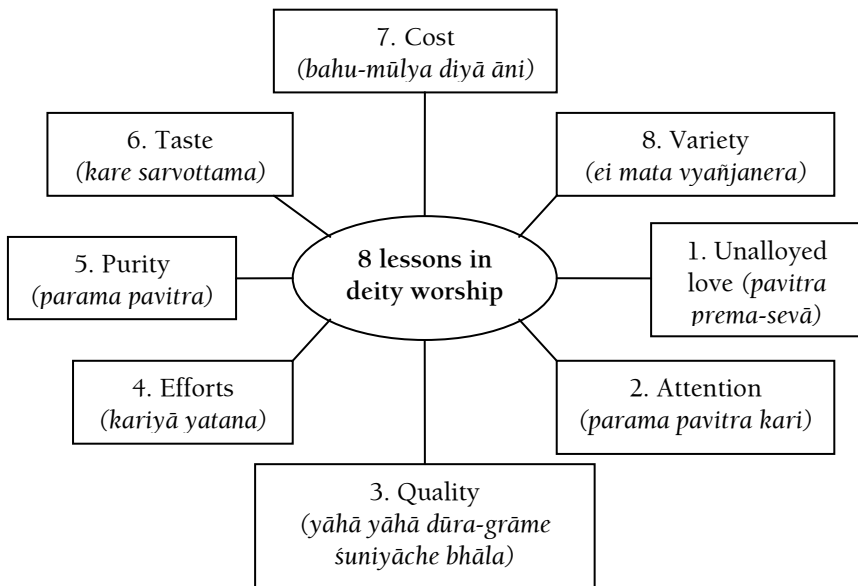 7. Cost
(bahu-mūlya diyā āni)
6. Taste
(kare sarvottama)
8. Variety
(ei mata vyañjanera)
8 lessons in
deity worship
5. Purity
(parama pavitra)
1. Unalloyed
love (pavitra
prema-sevā)
4. Efforts
(kariyā yatana)
2. Attention
(parama pavitra kari)
3. Quality
(yāhā yāhā dūra-grāme
śuniyāche bhāla)